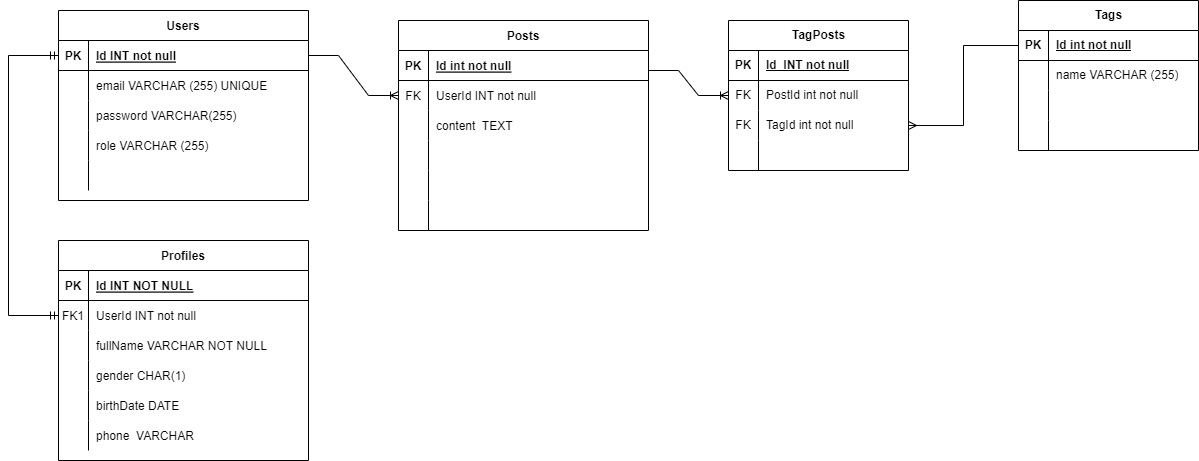 Users
PK Id INT not null
email VARCHAR (255) UNIQUE
password VARCHAR(255)
role VARCHAR (255)
Profiles
PK Id INT NOT NULL
FK1 UserId INT not null
fullName VARCHAR NOT NULL
gender CHAR(1)
birthDate DATE
phone  VARCHAR
Posts
PK Id int not null
FK UserId INT not null
content  TEXT
TagPosts
PK Id  INT not null
FK PostId int not null
FK TagId int not null
Tags
PK Id int not null
name VARCHAR (255)